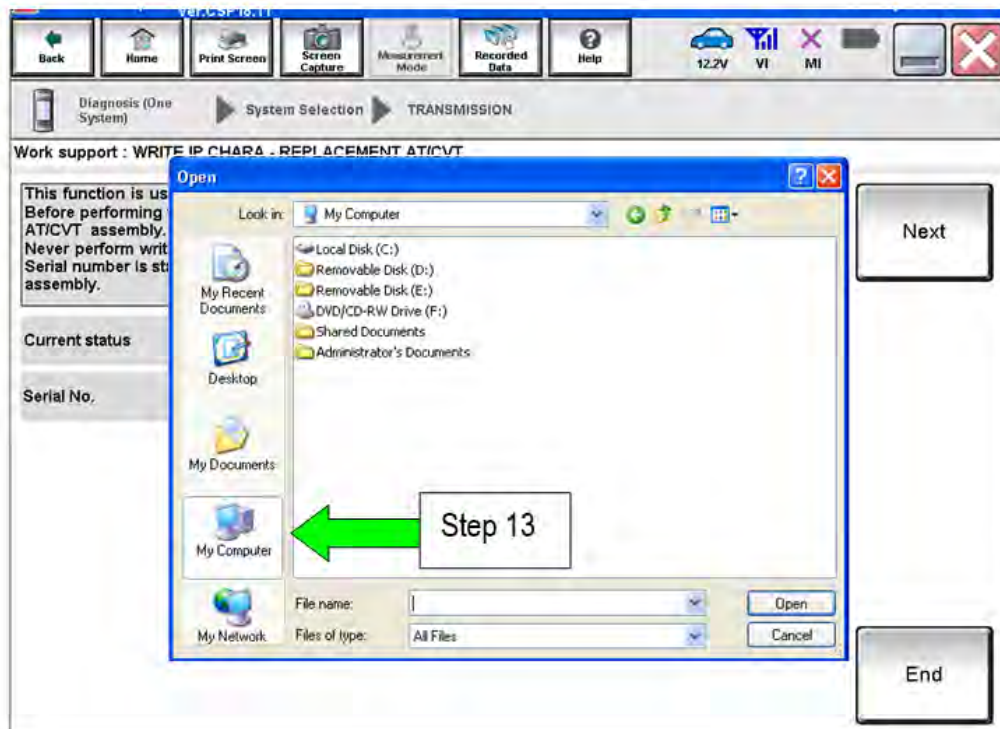 Ver.CSP18.11
Back
Home
Print Screen
Screen Capture
Measurement Mode
Recorded Data
Help
12.2V
VI
MI
Diagnosis (One System)
System Selection
TRANSMISSION
Work support : WRITE IP CHARA - REPLACEMENT AT/CVT
This function is us
Before performing
AT/CVT assembly.
Never perform writ
Serial number is sta
assembly.
Current status
Serial No.
Open
Look in:
My Computer
Local Disk (C:)
Removable Disk (D:)
Removable Disk (E:)
DVD/CD-RW Drive (F:)
Shared Documents
Administrator's Documents
My Recent
Documents
Desktop
My Documents
My Computer
My Network
Step 13
File name:
Open
Files of type:
All Files
Cancel
Next
End